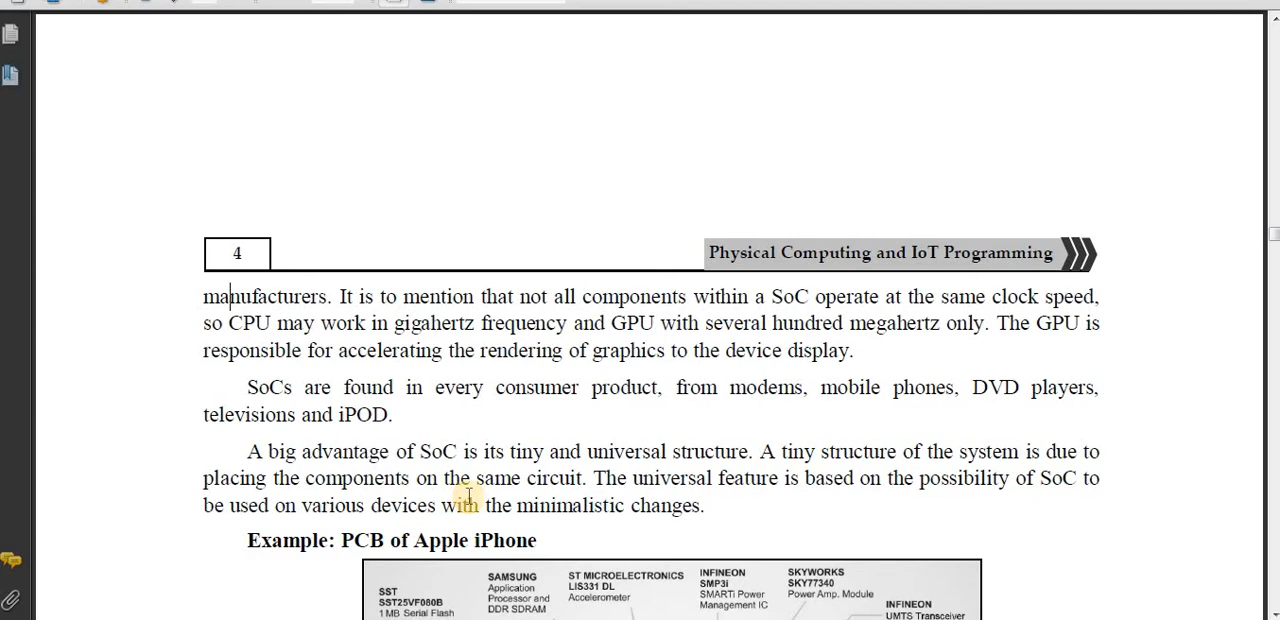 4
Physical Computing and IoT Programming
manufacturers. It is to mention that not all components within a SoC operate at the same clock speed,
so CPU may work in gigahertz frequency and GPU with several hundred megahertz only. The GPU is
responsible for accelerating the rendering of graphics to the device display.
SoCs are found in every consumer product, from modems, mobile phones, DVD players,
televisions and iPOD.
A big advantage of SoC is its tiny and universal structure. A tiny structure of the system is due to
placing the components on the same circuit. The universal feature is based on the possibility of SoC to
be used on various devices with the minimalistic changes.
Example: PCB of Apple iPhone
SST
SST25VF080B
1 MB Serial Flash
SAMSUNG
Application
Processor and
DDR SDRAM
ST MICROELECTRONICS
LIS331 DL
Accelerometer
INFINEON
SMP3i
SMARTi Power
Management IC
SKYWORKS
SKY77340
Power Amp. Module
INFINEON
UMTS Transceiver